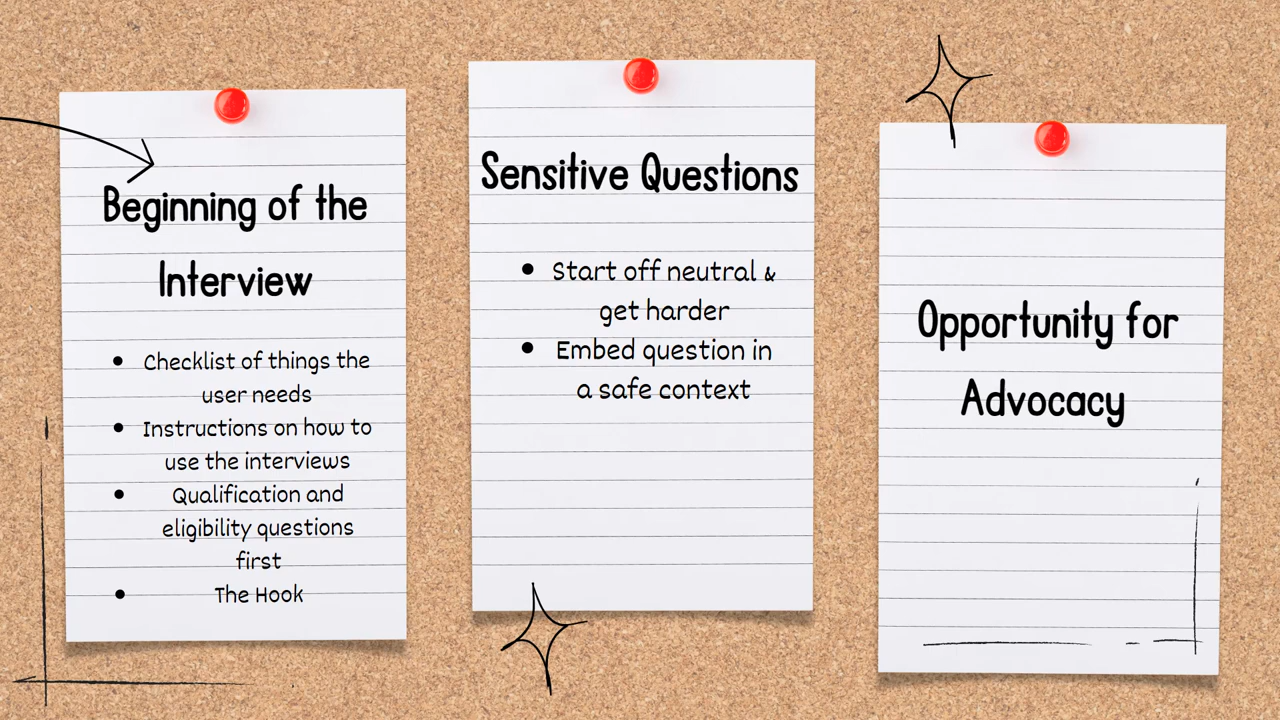 Beginning of the
Interview
• Checklist of things the
user needs
• Instructions on how to
use the interviews
• Qualification and
eligibility questions
first
• The Hook
Sensitive Questions
• Start off neutral &
get harder
• Embed question in
a safe context
Opportunity for
Advocacy